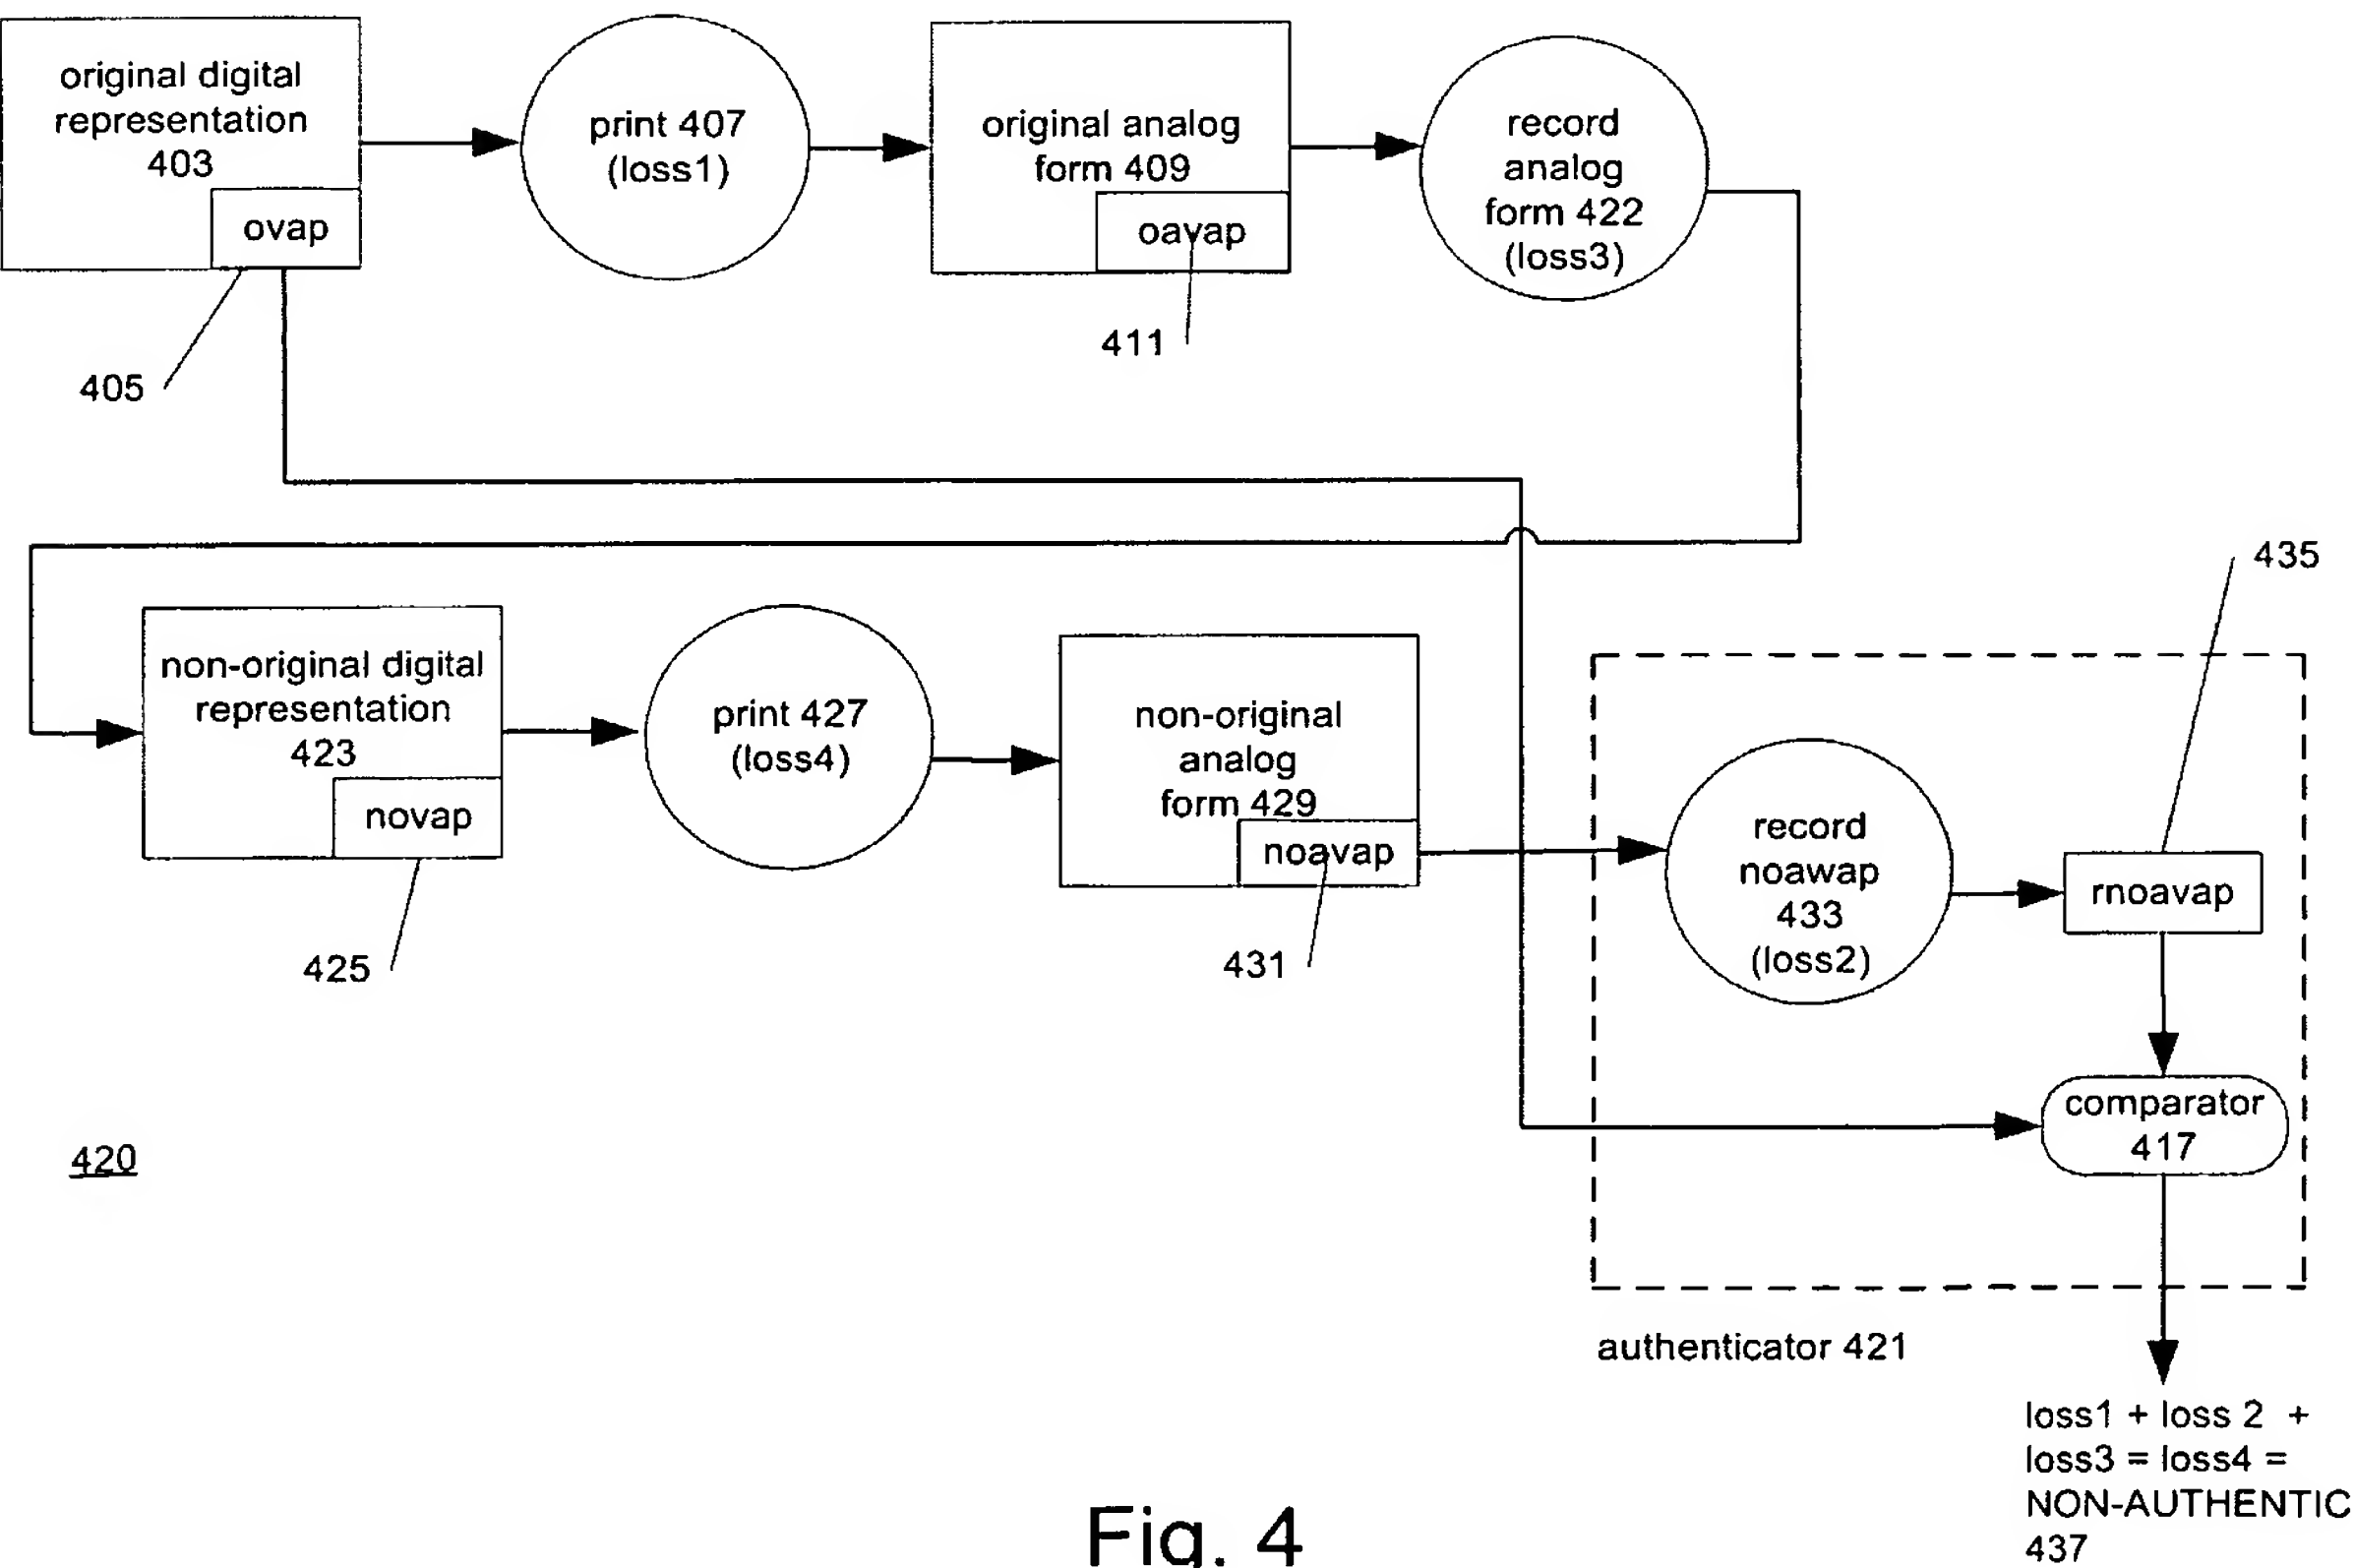 original digital
representation
403
ovap
405
print 407
(loss1)
original analog
form 409
oavap
411
record
analog
form 422
(loss3)
non-original digital
representation
423
novap
425
print 427
(loss4)
non-original
analog
form 429
noavap
431
435
record
noawap
433
(loss2)
rnoavap
comparator
417
420
authenticator 421
loss1 + loss 2 +
loss3 = loss4 =
NON-AUTHENTIC
437
Fig. 4